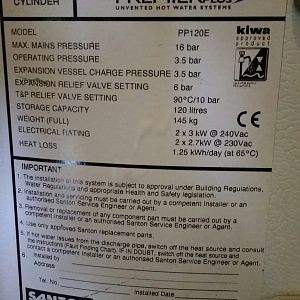 CYLINDER PREMIER PLUS
UNVENTED HOT WATER SYSTEMS
MODEL PP120E
MAX. MAINS PRESSURE 16 bar
OPERATING PRESSURE 3.5 bar
EXPANSION VESSEL CHARGE PRESSURE 3.5 bar
EXPANSION RELIEF VALVE SETTING 6 bar
T&P RELIEF VALVE SETTING 90°C/10 bar
STORAGE CAPACITY 120 litres
WEIGHT (FULL) 145 kg
ELECTRICAL RATING 2 x 3 kW @ 240Vac
2 x 2.7kW @ 230Vac
HEAT LOSS 1.25 kWh/day (at 65°C)
kiwa
approved
product
CE
IMPORTANT
1. The installation of this system is subject to approval under Building Regulations,
Water Regulations and appropriate Health and Safety legislation.
2. Installation and servicing must be carried out by a competent Installer or an
authorised Santon Service Engineer or Agent.
3. Removal or replacement of any component part must be carried out by a
competent Installer or an authorised Santon Service Engineer or Agent.
4. Use only approved Santon replacement parts.
5. If hot water issues from the discharge pipe, switch off the heat source and consult
the instructions (Fault Finding Chart). IF IN DOUBT, switch off the heat source and
contact a competent Installer or an authorised Santon Service Engineer or Agent.
6. Installed by
Address
Tel No.
Installed Date